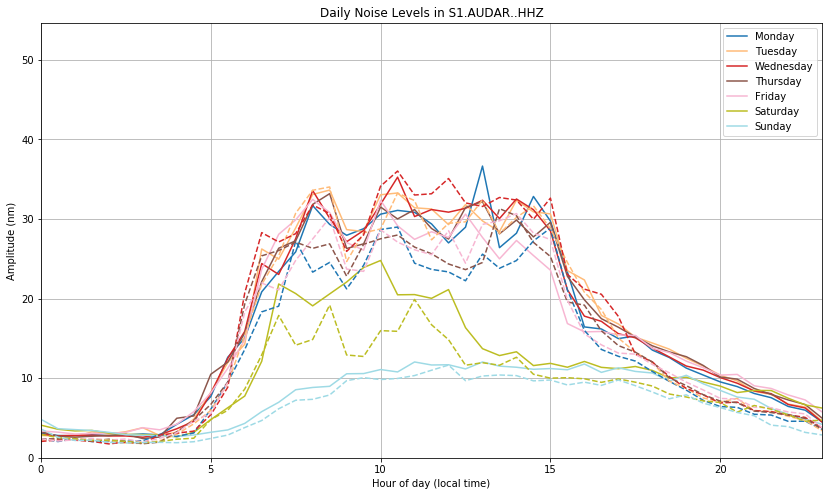 Daily Noise Levels in S1.AUDAR..HHZ
Monday
Tuesday
Wednesday
Thursday
Friday
Saturday
Sunday
50
40
30
20
10
0
Amplitude (nm)
0 5 10 15 20
Hour of day (local time)